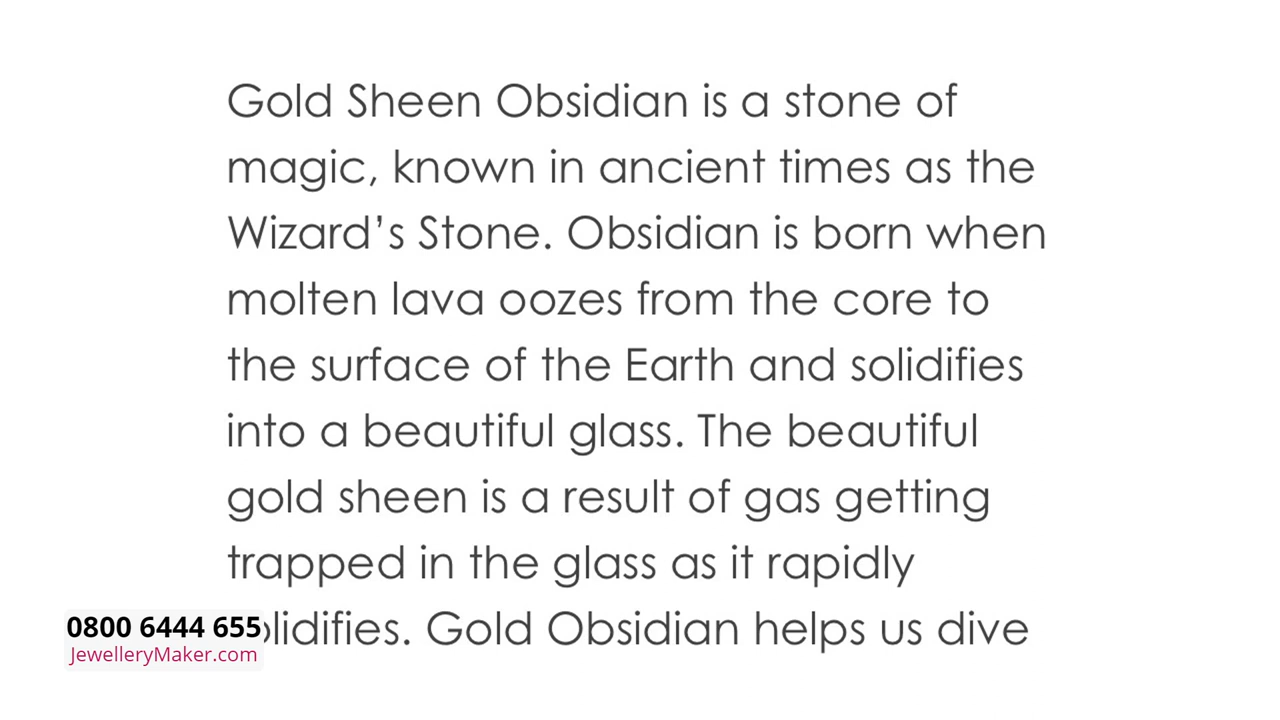 Gold Sheen Obsidian is a stone of
magic, known in ancient times as the
Wizard’s Stone. Obsidian is born when
molten lava oozes from the core to
the surface of the Earth and solidifies
into a beautiful glass. The beautiful
gold sheen is a result of gas getting
trapped in the glass as it rapidly
olidifies. Gold Obsidian helps us dive
0800 6444 655
JewelleryMaker.com